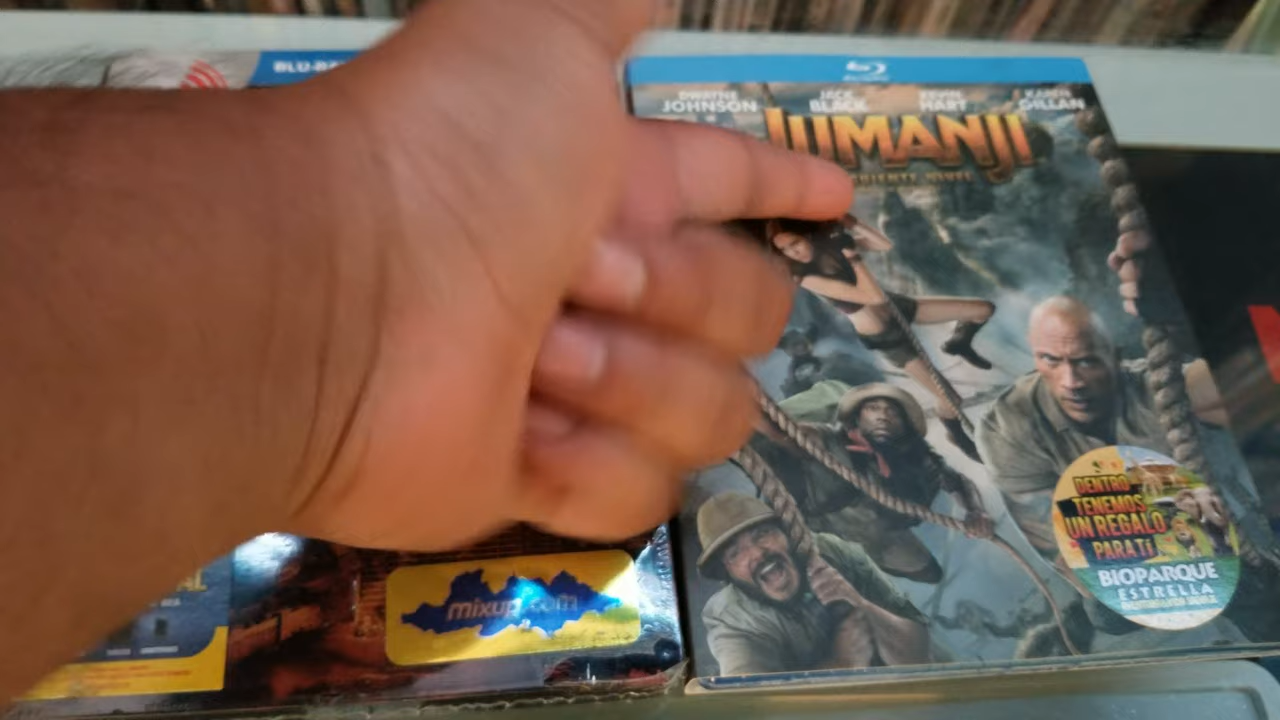 BLU-RA
DWAYNE JOHNSON
JACK BLACK
KEVIN HART
KAREN GILLAN
JUMANJI
NIVEL
DENTRO
TENEMOS
UN REGALO
PARA TI
BIOPARQUE
ESTRELLA
mixup.com